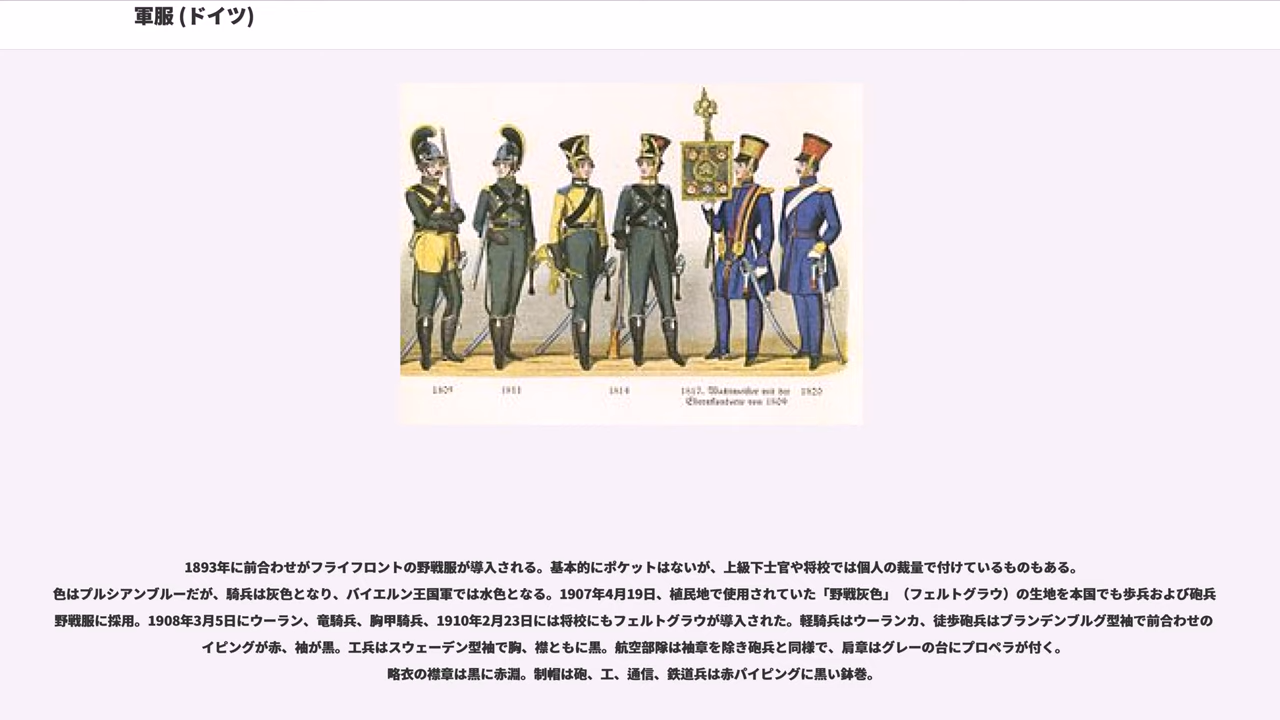 軍服 (ドイツ)
1809 1811 1814 1817. mit der 1820
vom 1809
1893年に前合わせがフライフロントの野戦服が導入される。基本的にポケットはないが、上級下士官や将校では個人の裁量で付けているものもある。
色はプルシアンブルーだが、騎兵は灰色となり、バイエルン王国軍では水色となる。1907年4月19日、植民地で使用されていた「野戦灰色」（フェルトグラウ）の生地を本国でも歩兵および砲兵
野戦服に採用。1908年3月5日にウーラン、竜騎兵、胸甲騎兵、1910年2月23日には将校にもフェルトグラウが導入された。軽騎兵はウーランカ、徒歩砲兵はブランデンブルグ型袖で前合わせの
イピングが赤、袖が黒。工兵はスウェーデン型袖で胸、襟ともに黒。航空部隊は袖章を除き砲兵と同様で、肩章はグレーの台にプロペラが付く。
略衣の襟章は黒に赤淵。制帽は砲、工、通信、鉄道兵は赤パイピングに黒い鉢巻。